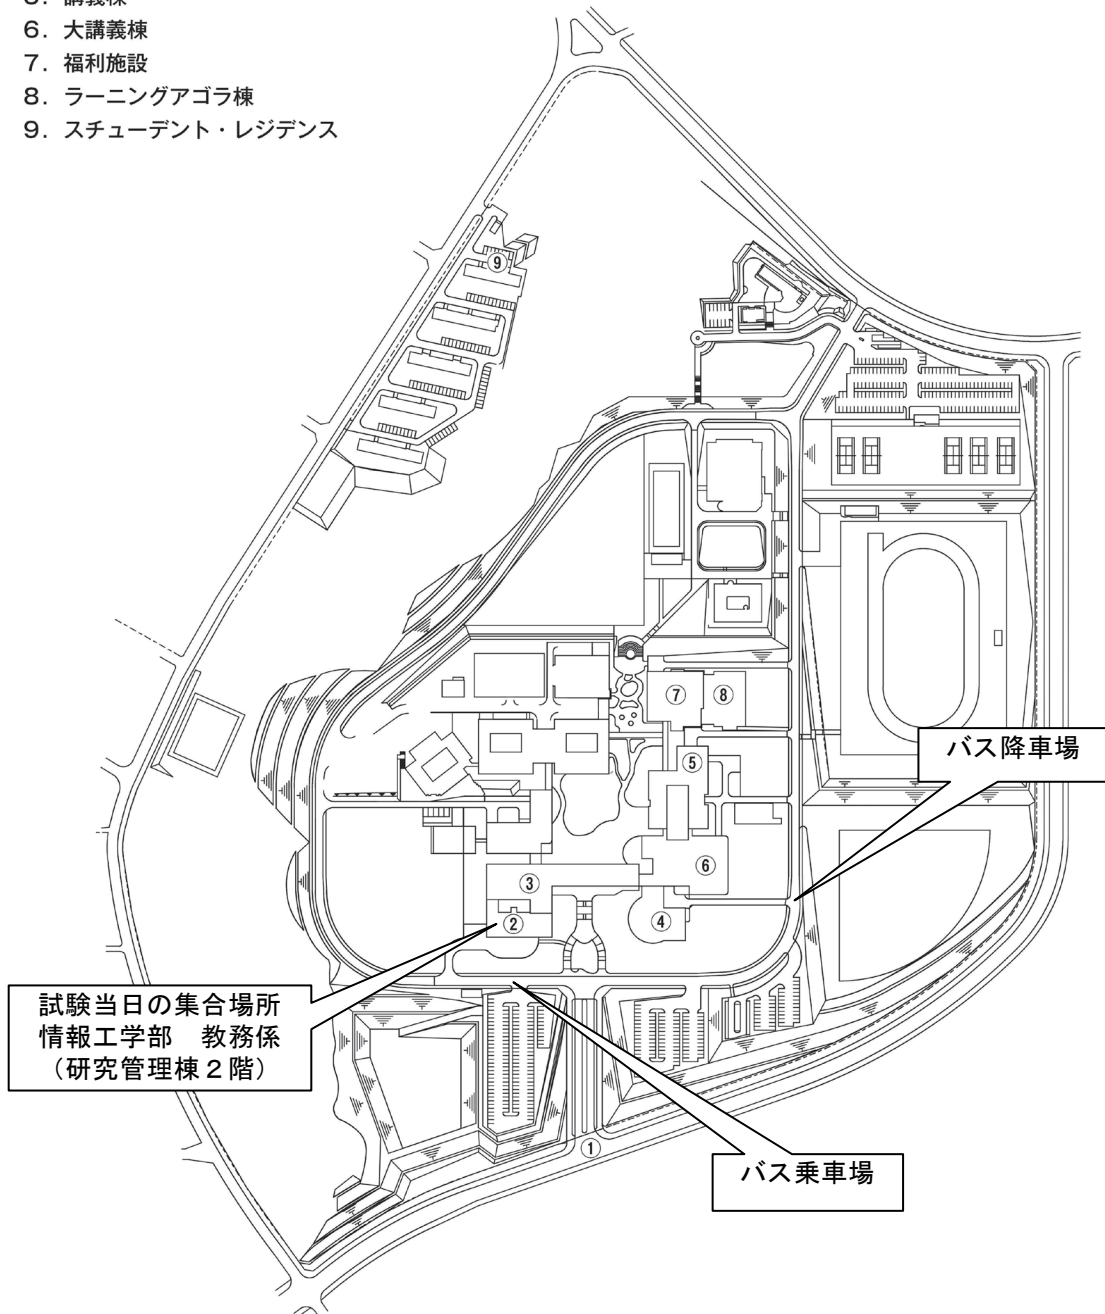 5. 講義棟
6. 大講義棟
7. 福利施設
8. ラーニングアゴラ棟
9. スチューデント・レジデンス
⑨
⑦
⑧
⑤
バス降車場
⑥
③
④
②
試験当日の集合場所
情報工学部　教務係
（研究管理棟２階）
①
バス乗車場